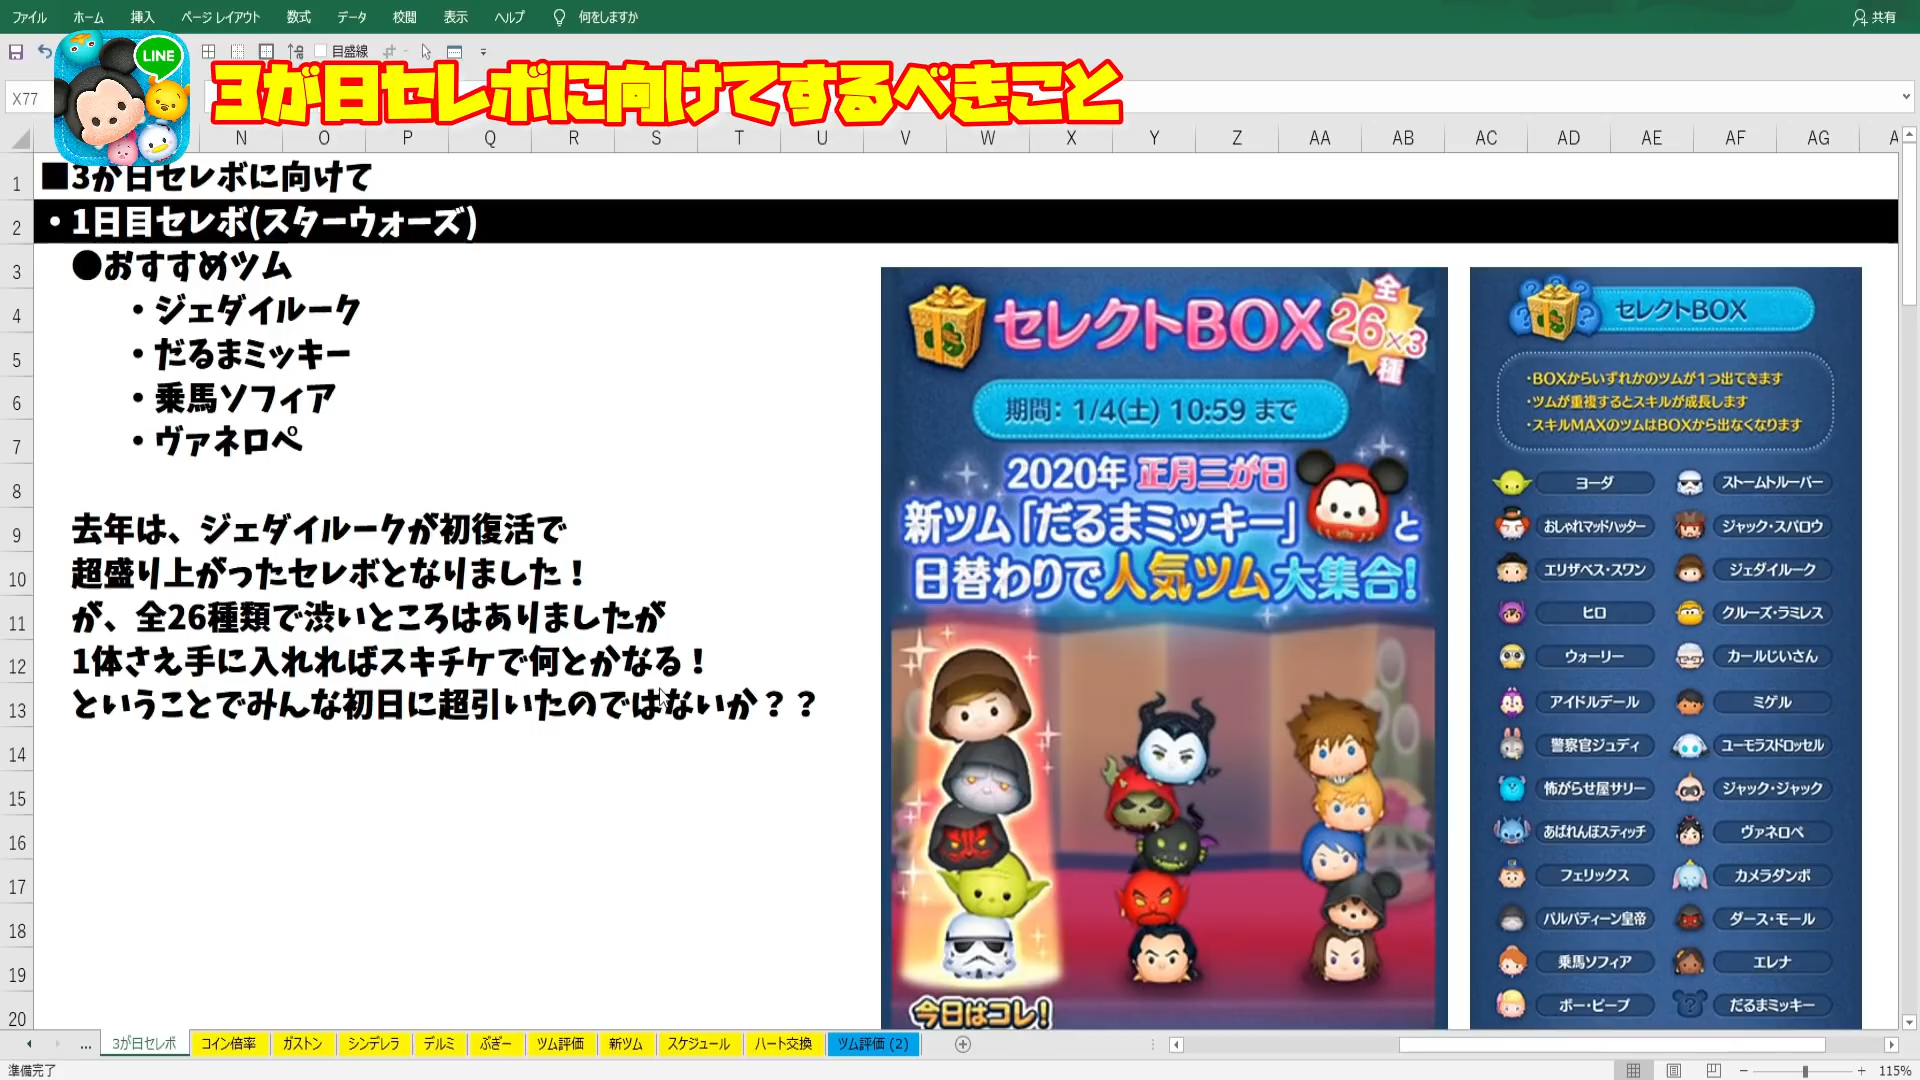 ファイル ホーム 挿入 ページ レイアウト 数式 データ 校閲 表示 ヘルプ 何をしますか 共有
目盛線
LINE
3が日セレボに向けてするべきこと
X77
N O P Q R S T U V W X Y Z AA AB AC AD AE AF AG
1 ■3が日セレボに向けて
2 ・1日目セレボ(スターウォーズ)
3 ●おすすめツム
4 ・ジェダイルーク
5 ・だるまミッキー
6 ・乗馬ソフィア
7 ・ヴァネロペ
8
9 去年は、ジェダイルークが初復活で
10 超盛り上がったセレボとなりました！
11 が、全26種類で渋いところはありましたが
12 1体さえ手に入れればスキチケで何とかなる！
13 ということでみんな初日に超引いたのではないか？？
14
15
16
17
18
19
20
セレクトBOX
全26×3種
期間：1/4(土) 10:59 まで
2020年 正月三が日
新ツム「だるまミッキー」と
日替わりで人気ツム大集合!
今日はコレ!
セレクトBOX
・BOXからいずれかのツムが1つ出てきます
・ツムが重複するとスキルが成長します
・スキルMAXのツムはBOXから出なくなります
ヨーダ ストームトルーパー
おしゃれマッドハッター ジャック・スパロウ
エリザベス・スワン ジェダイルーク
ヒロ クルーズ・ラミレス
ウォーリー カールじいさん
アイドルデール ミゲル
警察官ジュディ ユーモラスドロッセル
怖がらせ屋サリー ジャック・ジャック
あばれんぼスティッチ ヴァネロペ
フェリックス カメラダンボ
パルパティーン皇帝 ダース・モール
乗馬ソフィア エレナ
ボー・ピープ だるまミッキー
... 3が日セレボ コイン倍率 ガストン シンデレラ デルミ ぷぎー ツム評価 新ツム スケジュール ハート交換 ツム評価 (2)
準備完了 115%